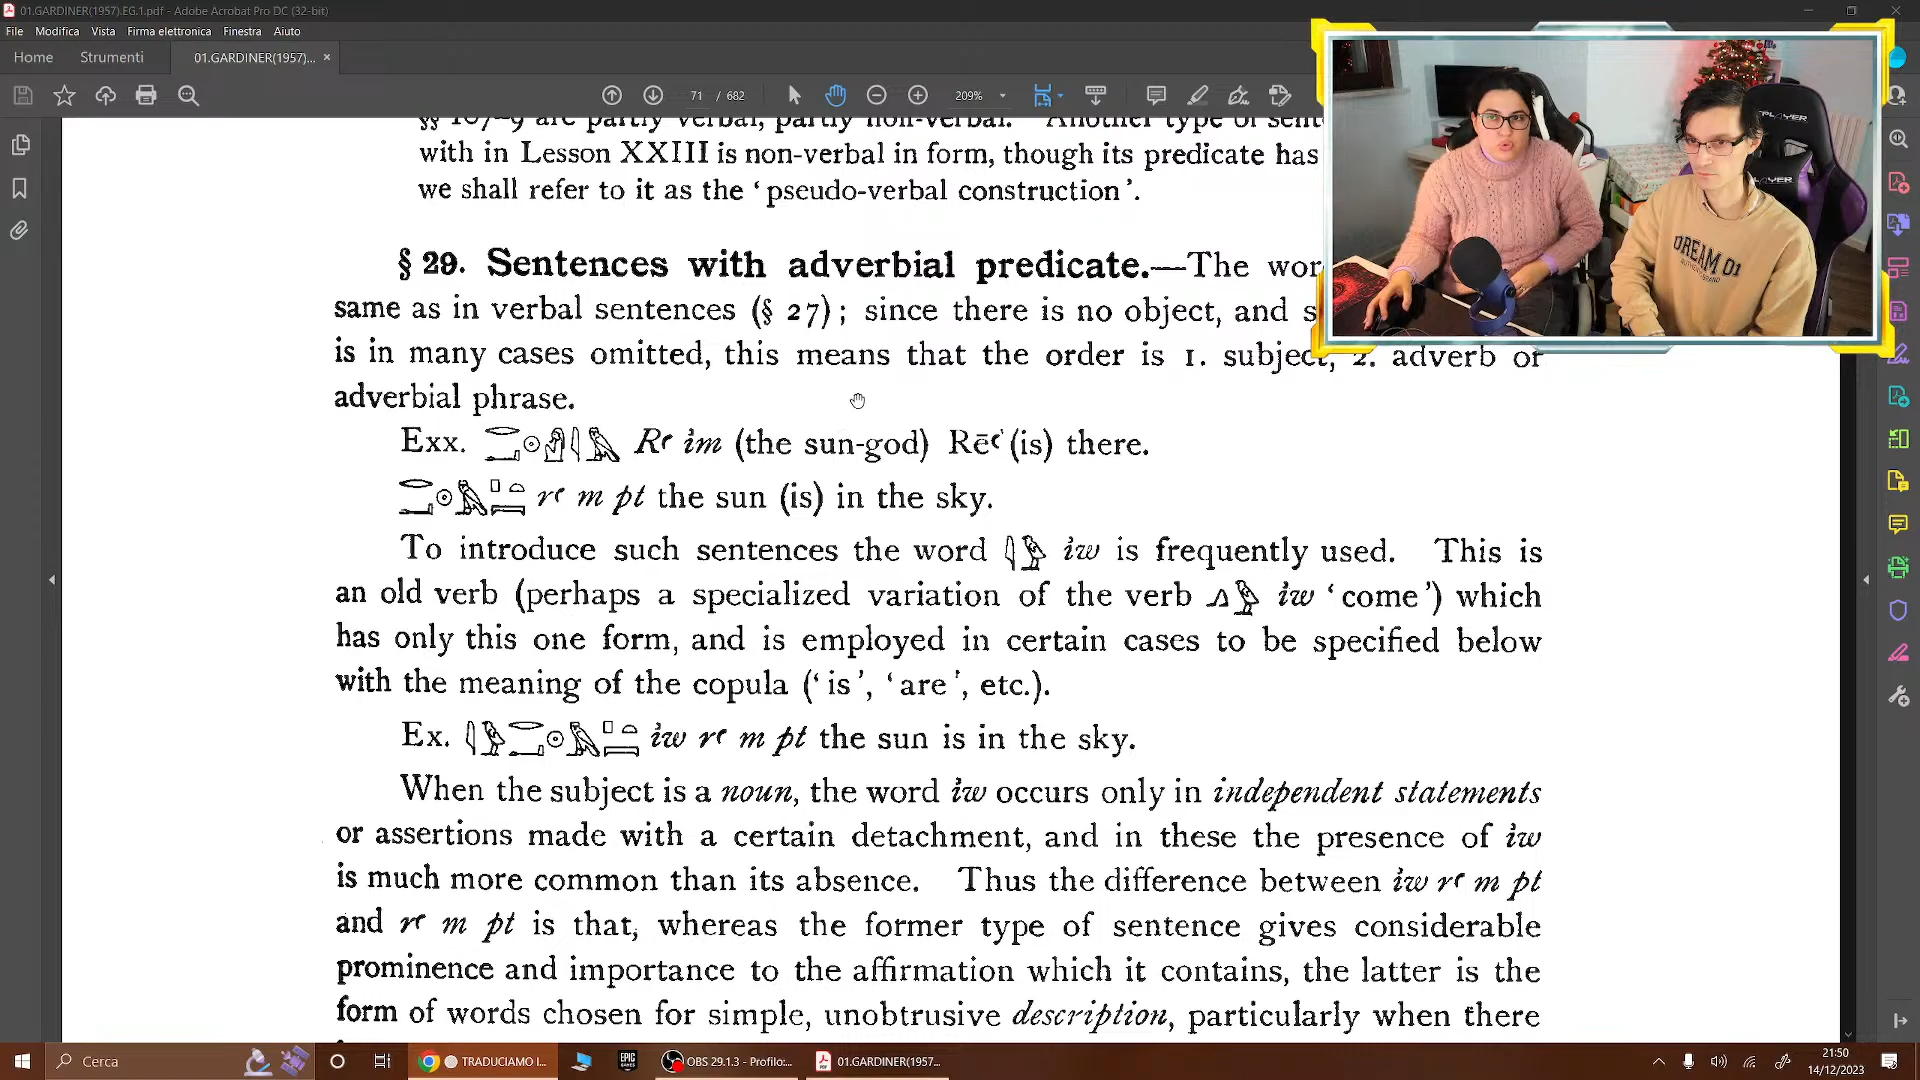 01.GARDINER(1957).EG.1.pdf - Adobe Acrobat Pro DC (32-bit)
File Modifica Vista Firma elettronica Finestra Aiuto
Home Strumenti 01.GARDINER(1957)... ×
71 / 682 209%
with in Lesson XXIII is non-verbal in form, though its predicate has
we shall refer to it as the ‘pseudo-verbal construction’.
§ 29. Sentences with adverbial predicate.—The
same as in verbal sentences (§ 27); since there is no object, and
is in many cases omitted, this means that the order is 1. subject, 2. adverb or
adverbial phrase.
Exx. Rꜥ ỉm (the sun-god) Rēꜥ (is) there.
rꜥ m pt the sun (is) in the sky.
To introduce such sentences the word ỉw is frequently used. This is
an old verb (perhaps a specialized variation of the verb ỉw ‘come’) which
has only this one form, and is employed in certain cases to be specified below
with the meaning of the copula (‘is’, ‘are’, etc.).
Ex. ỉw rꜥ m pt the sun is in the sky.
When the subject is a noun, the word ỉw occurs only in independent statements
or assertions made with a certain detachment, and in these the presence of ỉw
is much more common than its absence. Thus the difference between ỉw rꜥ m pt
and rꜥ m pt is that, whereas the former type of sentence gives considerable
prominence and importance to the affirmation which it contains, the latter is the
form of words chosen for simple, unobtrusive description, particularly when there
DREAM 01
Cerca
TRADUCIAMO I...
EPIC GAMES
OBS 29.1.3 - Profilo:...
01.GARDINER(1957...
21:50
14/12/2023